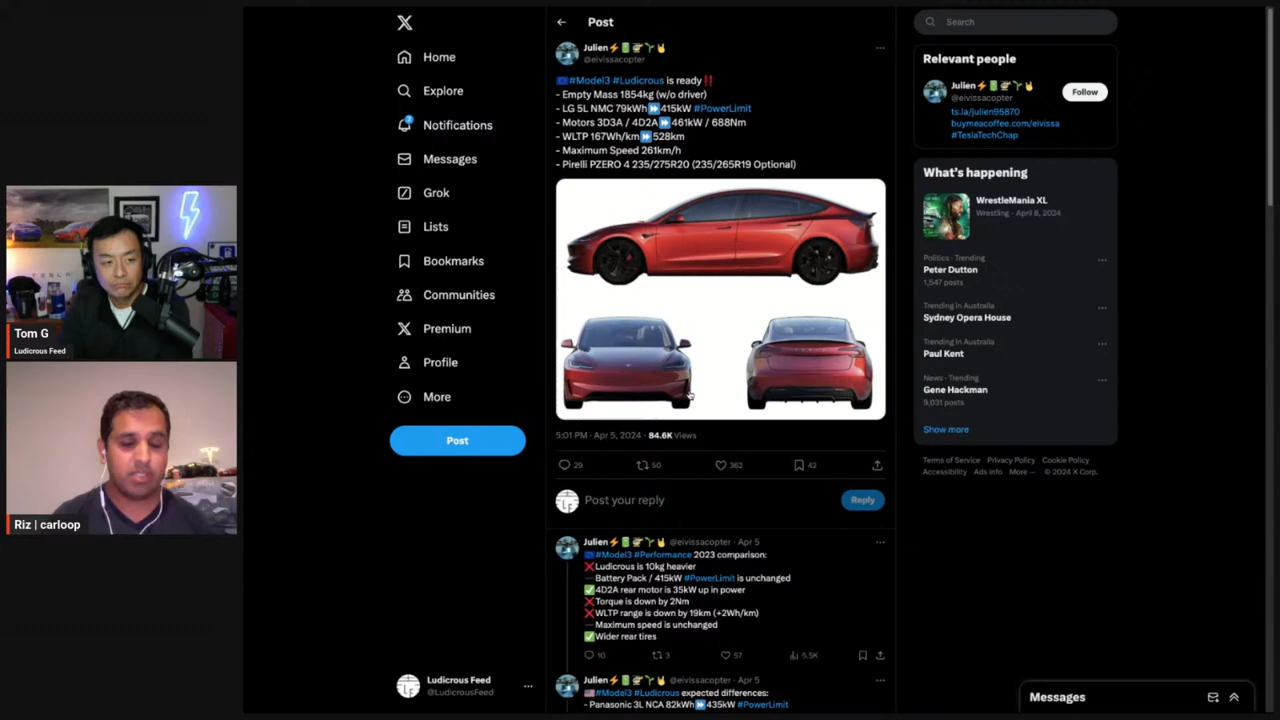 Tom G
Ludicrous Feed
Riz | carloop
Home
Explore
2
Notifications
Messages
Grok
Lists
Bookmarks
Communities
Premium
Profile
More
Post
Ludicrous Feed
@LudicrousFeed
Post
Julien
@eivissacopter
#Model3 #Ludicrous is ready‼️
- Empty Mass 1854kg (w/o driver)
- LG 5L NMC 79kWh⏩415kW #PowerLimit
- Motors 3D3A / 4D2A⏩461kW / 688Nm
- WLTP 167Wh/km⏩528km
- Maximum Speed 261km/h
- Pirelli PZERO 4 235/275R20 (235/265R19 Optional)
5:01 PM · Apr 5, 2024 · 84.6K Views
29 50 362 42
Post your reply
Reply
Julien @eivissacopter · Apr 5
#Model3 #Performance 2023 comparison:
❌Ludicrous is 10kg heavier
➖Battery Pack / 415kW #PowerLimit is unchanged
✅4D2A rear motor is 35kW up in power
❌Torque is down by 2Nm
❌WLTP range is down by 19km (+2Wh/km)
➖Maximum speed is unchanged
✅Wider rear tires
10 3 57 5.5K
Julien @eivissacopter · Apr 5
#Model3 #Ludicrous expected differences:
- Panasonic 3L NCA 82kWh⏩435kW #PowerLimit
Search
Relevant people
Julien
@eivissacopter
Follow
ts.la/julien95870
buymeacoffee.com/eivissa
#TeslaTechChap
What's happening
WrestleMania XL
Wrestling · April 8, 2024
Politics · Trending
Peter Dutton
1,547 posts
Trending in Australia
Sydney Opera House
Trending in Australia
Paul Kent
News · Trending
Gene Hackman
9,031 posts
Show more
Terms of Service Privacy Policy Cookie Policy
Accessibility Ads info More ··· © 2024 X Corp.
Messages